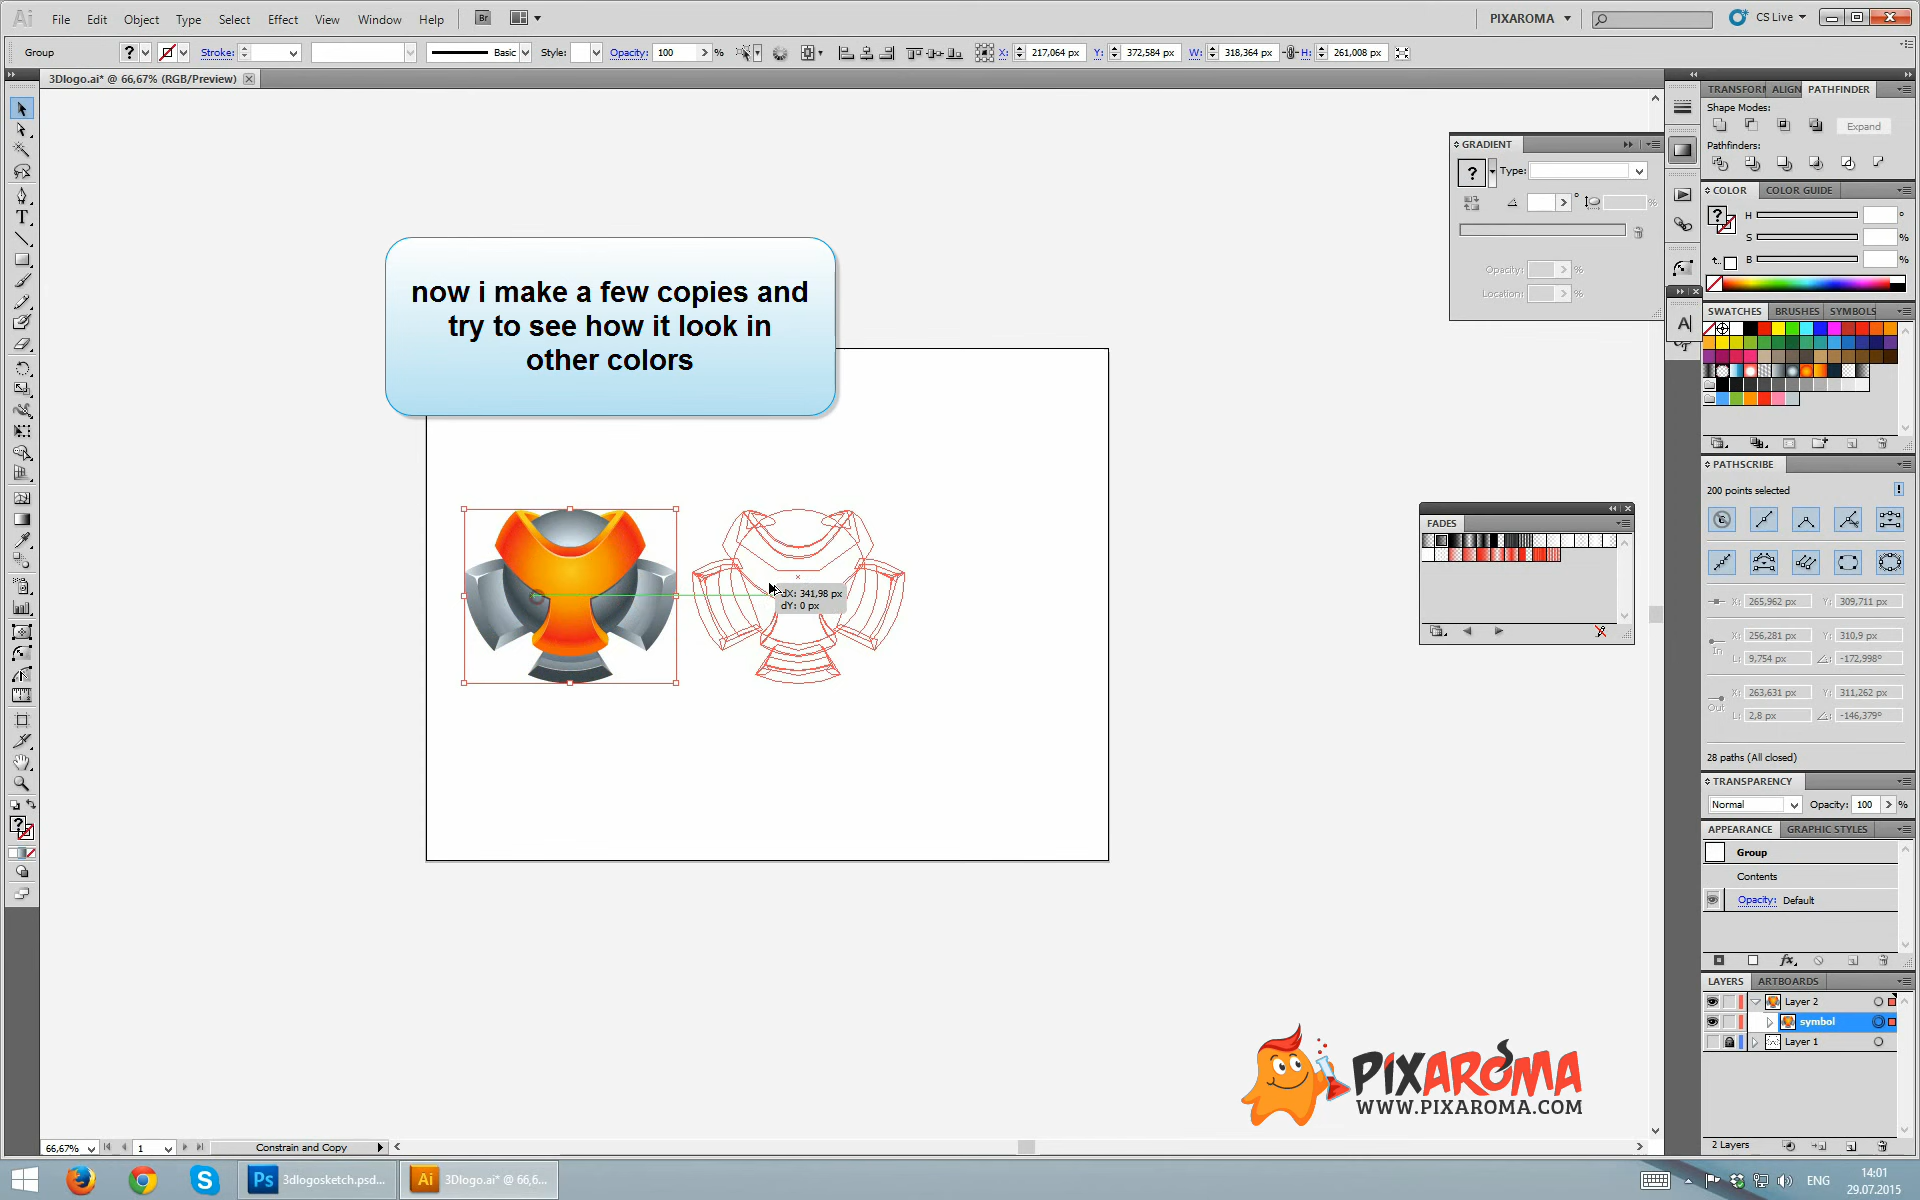 Ai File Edit Object Type Select Effect View Window Help Br PIXAROMA CS Live
Group Stroke: Basic Style: Opacity: 100 % X: 217,064 px Y: 372,584 px W: 318,364 px H: 261,008 px
3Dlogo.ai* @ 66,67% (RGB/Preview)
now i make a few copies and
try to see how it look in
other colors
dX: 341,98 px
dY: 0 px
GRADIENT
Type:
Opacity: %
Location: %
FADES
TRANSFORM ALIGN PATHFINDER
Shape Modes:
Expand
Pathfinders:
COLOR COLOR GUIDE
H °
S %
B %
SWATCHES BRUSHES SYMBOLS
PATHSCRIBE
200 points selected
X: 265,962 px Y: 309,711 px
X: 256,281 px Y: 310,9 px
In
L: 9,754 px -172,998°
X: 263,631 px Y: 311,262 px
Out
L: 2,8 px -146,379°
28 paths (All closed)
TRANSPARENCY
Normal Opacity: 100 %
APPEARANCE GRAPHIC STYLES
Group
Contents
Opacity: Default
LAYERS ARTBOARDS
Layer 2
symbol
Layer 1
2 Layers
PIXAROMA
WWW.PIXAROMA.COM
66,67% 1 Constrain and Copy
Ps 3dlogosketch.psd... Ai 3Dlogo.ai* @ 66,6... ENG 14:01
29.07.2015